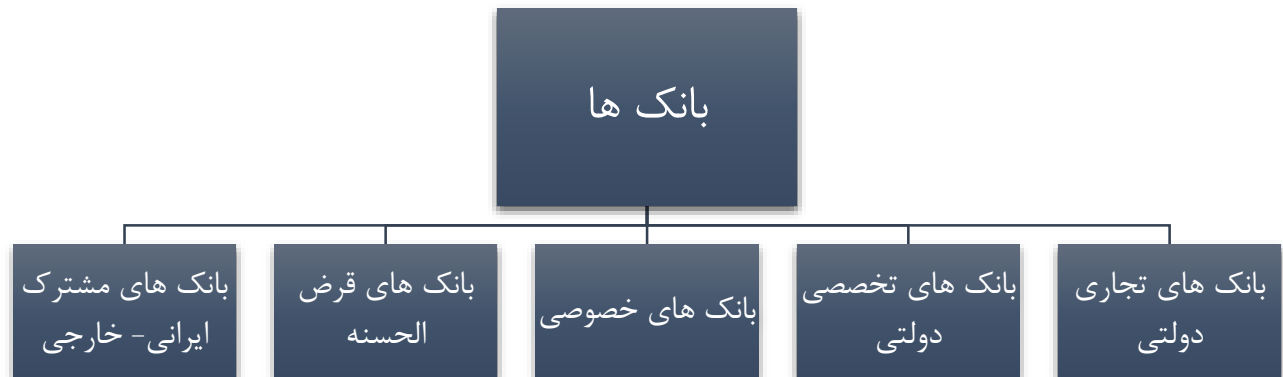 بانک ها
بانک های تجاری
دولتی
بانک های تخصصی
دولتی
بانک های خصوصی
بانک های قرض
الحسنه
بانک های مشترک
ایرانی- خارجی